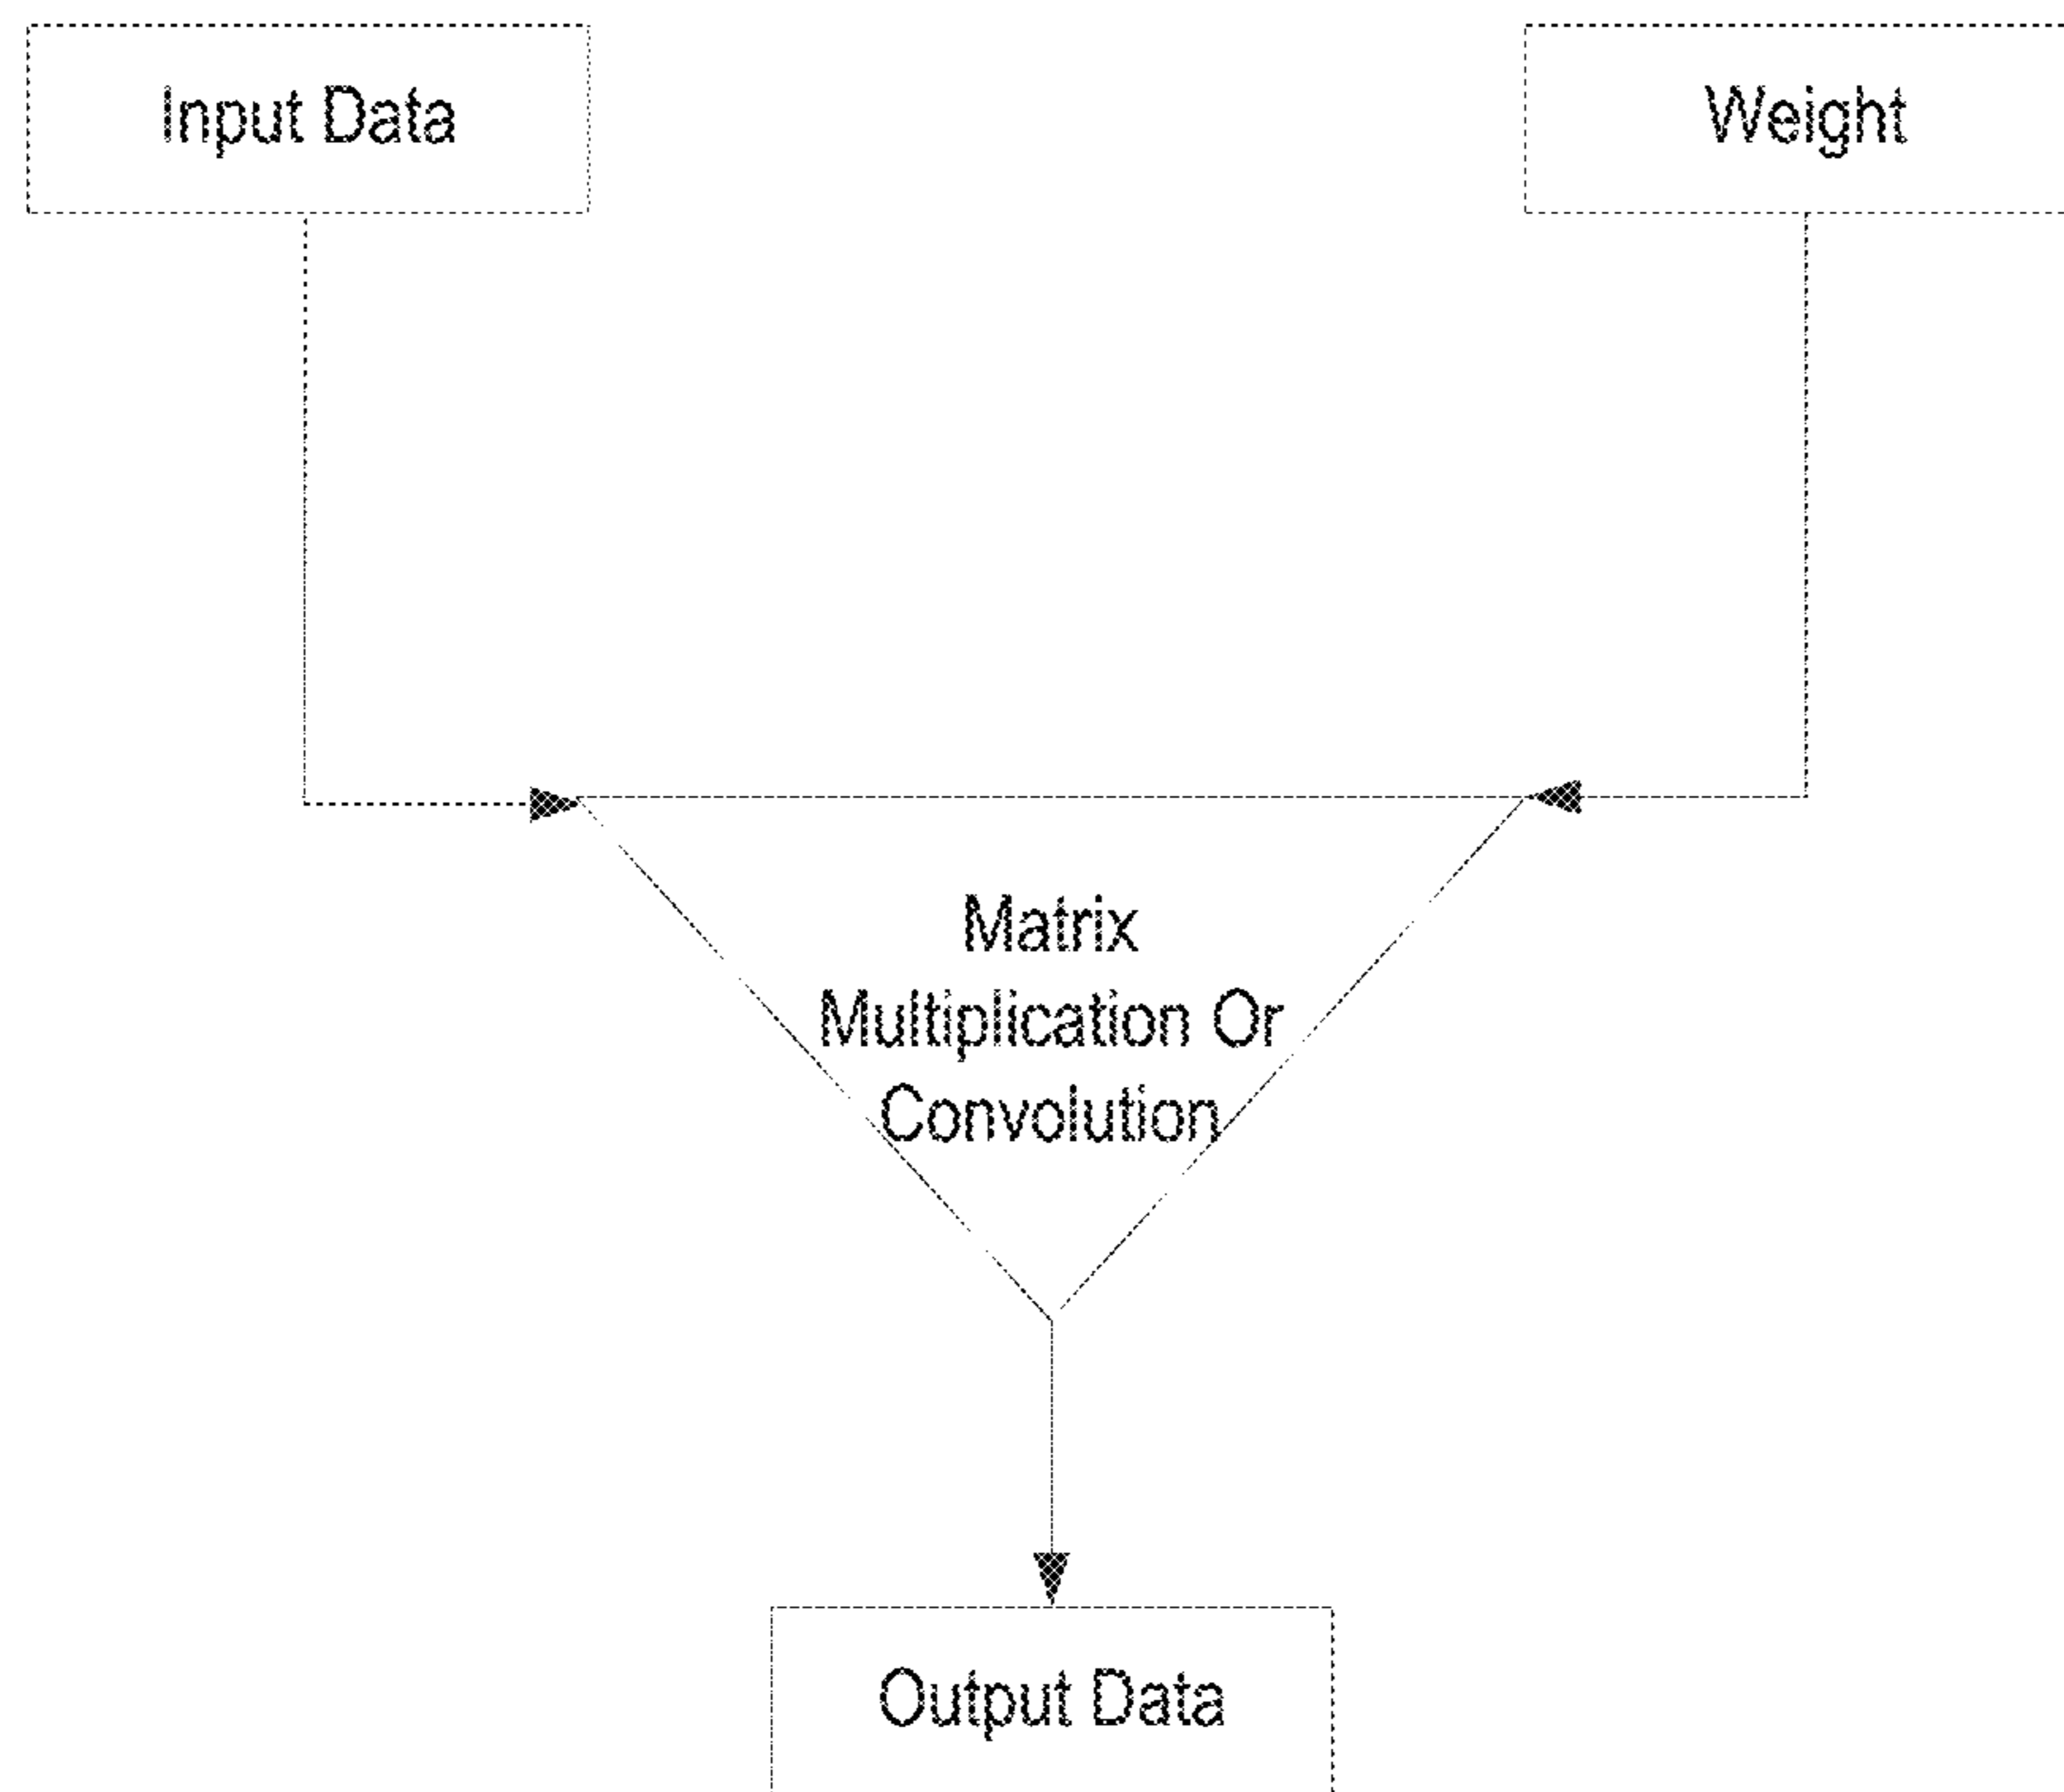 Input Data
Weight
Matrix
Multiplication Or
Convolution
Output Data